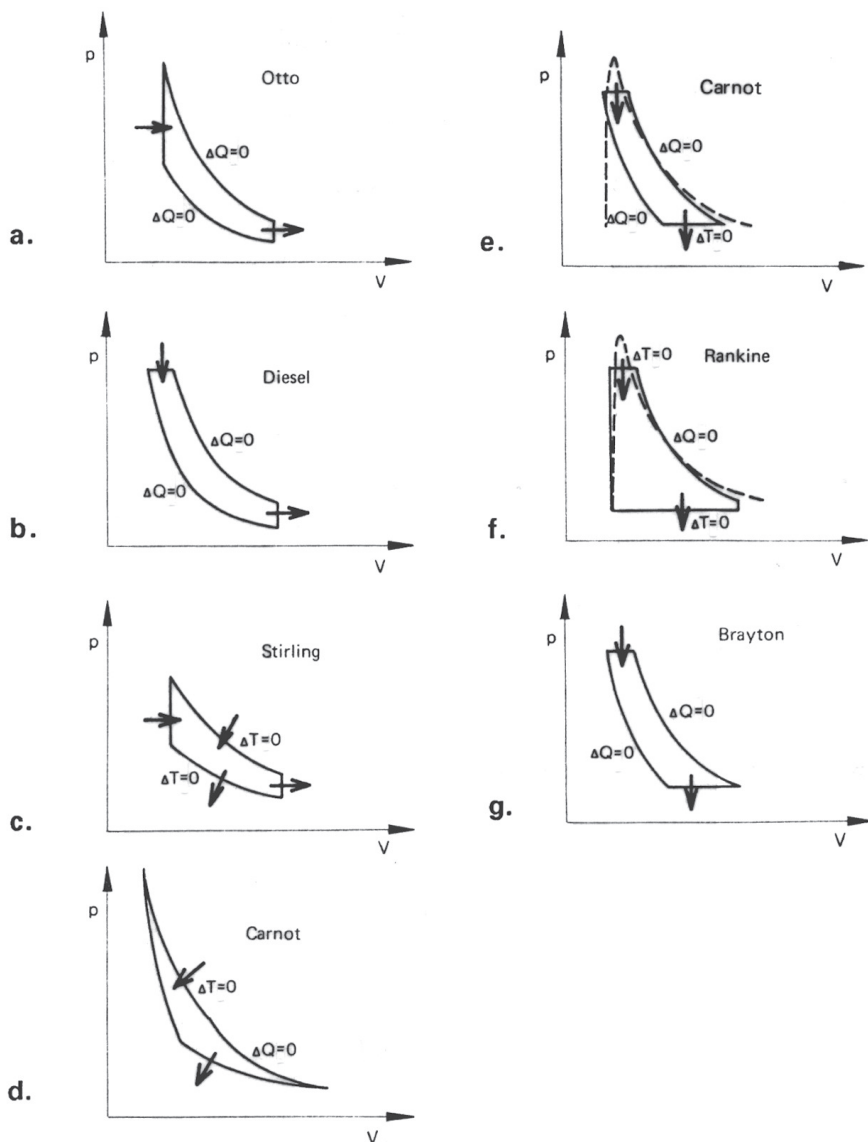 p
Otto
ΔQ=0
ΔQ=0
a.
V
p
Diesel
ΔQ=0
ΔQ=0
b.
V
p
Stirling
ΔT=0
ΔT=0
c.
V
p
Carnot
ΔT=0
ΔQ=0
d.
V
p
Carnot
ΔQ=0
ΔQ=0
ΔT=0
e.
V
p
ΔT=0
Rankine
ΔQ=0
ΔT=0
f.
V
p
Brayton
ΔQ=0
ΔQ=0
g.
V